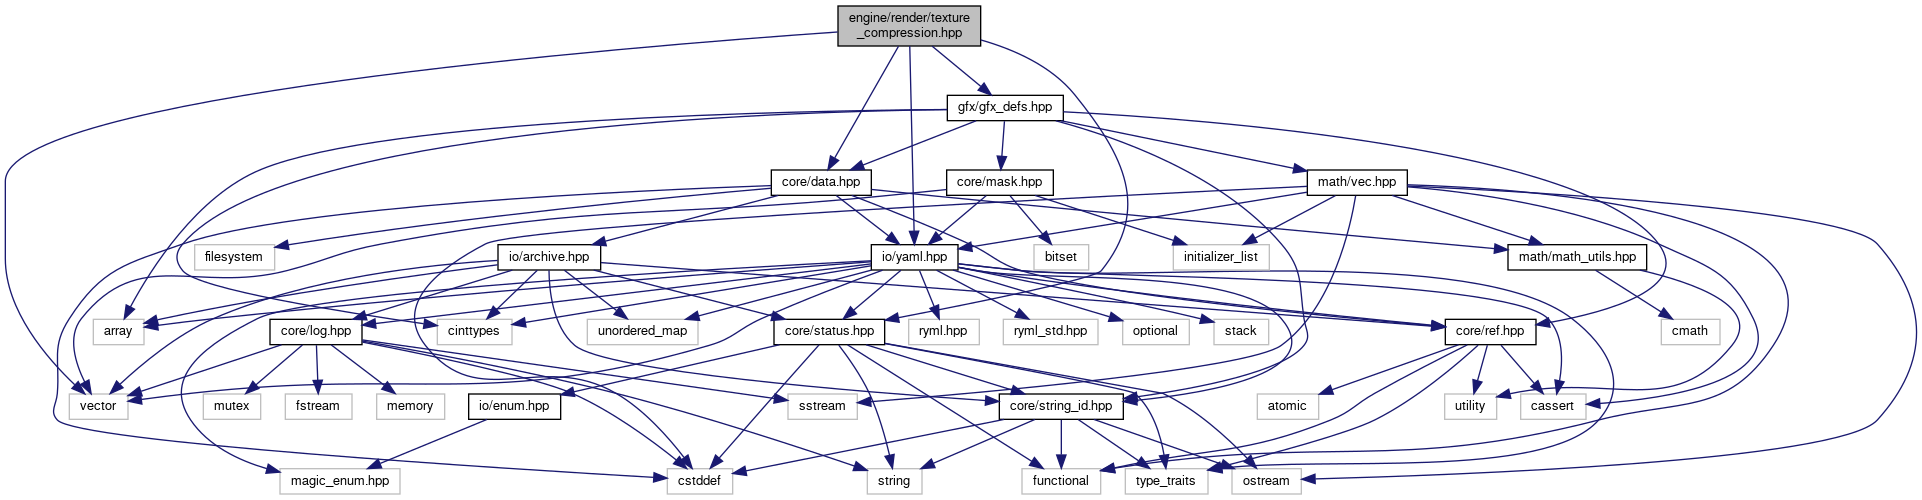 engine/render/texture
_compression.hpp
gfx/gfx_defs.hpp
core/data.hpp
core/mask.hpp
math/vec.hpp
filesystem
io/archive.hpp
io/yaml.hpp
bitset
initializer_list
math/math_utils.hpp
array
core/log.hpp
cinttypes
unordered_map
core/status.hpp
ryml.hpp
ryml_std.hpp
optional
stack
core/ref.hpp
cmath
vector
mutex
fstream
memory
io/enum.hpp
sstream
core/string_id.hpp
atomic
utility
cassert
magic_enum.hpp
cstddef
string
functional
type_traits
ostream